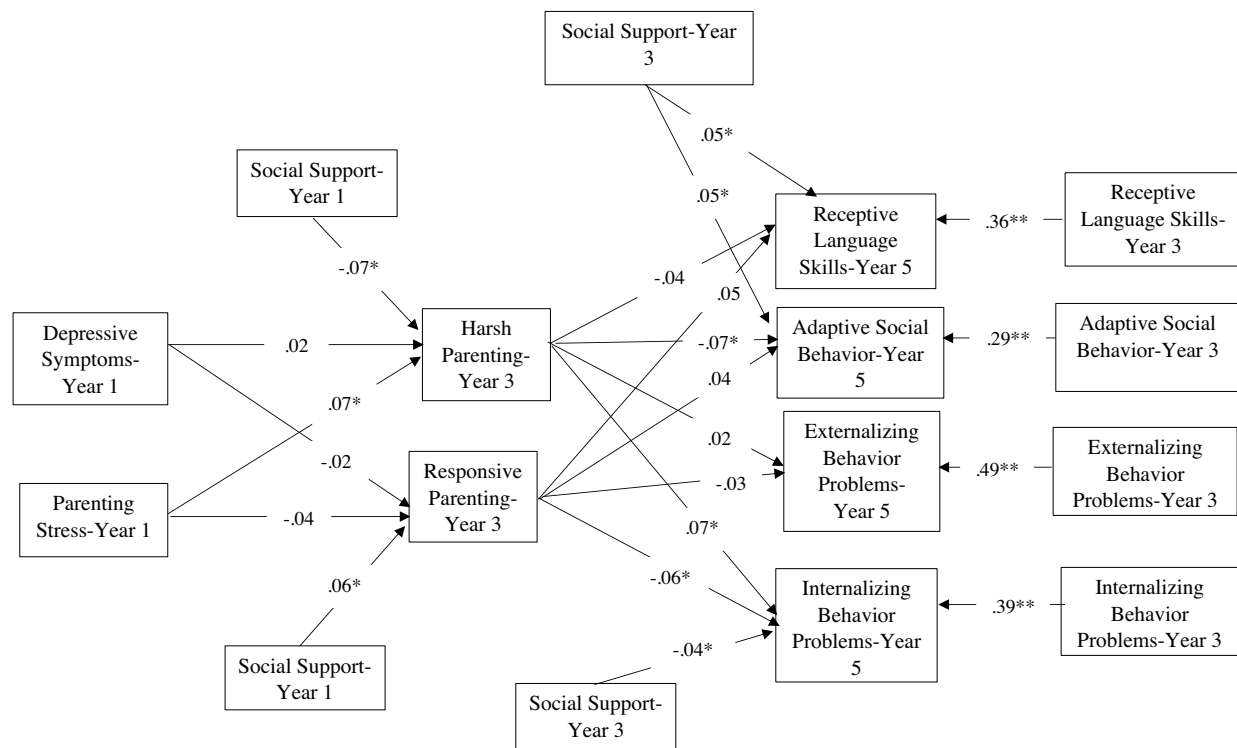 Social Support-Year
3
.05*
Social Support-
Year 1
.05*
Receptive
Language
Skills-Year 5
.36**
Receptive
Language Skills-
Year 3
-.07*
-.04
.05
Depressive
Symptoms-
Year 1
.02
Harsh
Parenting-
Year 3
-.07*
Adaptive Social
Behavior-Year
5
.29**
Adaptive Social
Behavior-Year 3
.07*
.04
.02
Externalizing
Behavior
Problems-
Year 5
.49**
Externalizing
Behavior
Problems-Year 3
-.02
Responsive
Parenting-
Year 3
-.03
Parenting
Stress-Year 1
-.04
.07*
.06*
-.06*
Internalizing
Behavior
Problems-Year
5
.39**
Internalizing
Behavior
Problems-Year 3
-.04*
Social Support-
Year 1
Social Support-
Year 3